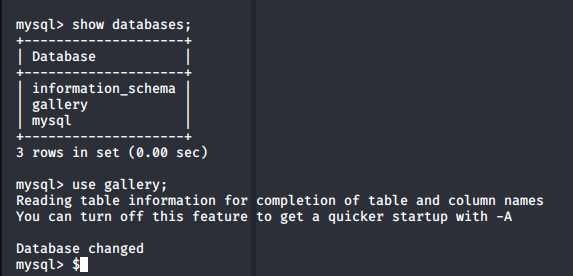 mysql> show databases;
+--------------------+
| Database           |
+--------------------+
| information_schema |
| gallery            |
| mysql              |
+--------------------+
3 rows in set (0.00 sec)
mysql> use gallery;
Reading table information for completion of table and column names
You can turn off this feature to get a quicker startup with -A
Database changed
mysql> $